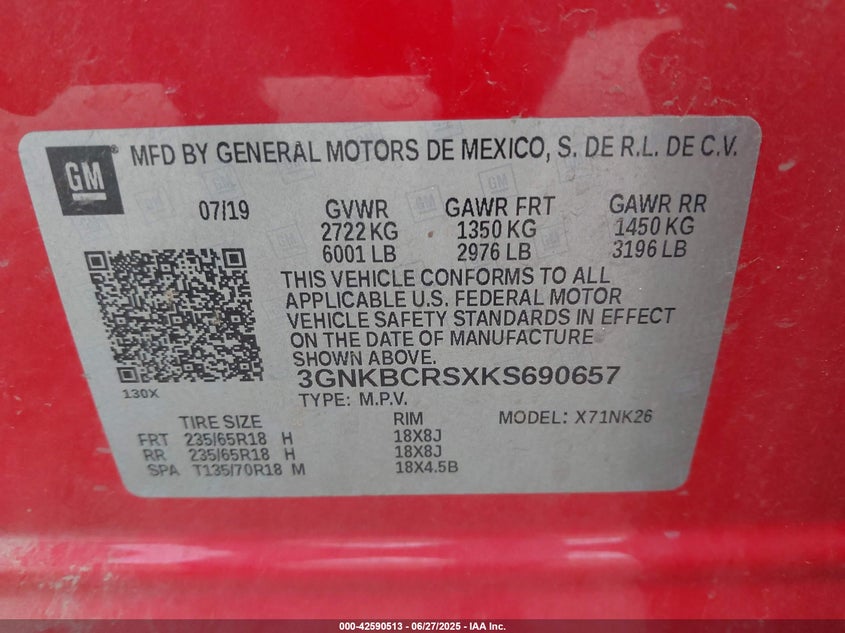 GM
MFD BY GENERAL MOTORS DE MEXICO, S. DE R.L. DE C.V.
07/19 GVWR GAWR FRT GAWR RR
2722 KG 1350 KG 1450 KG
6001 LB 2976 LB 3196 LB
THIS VEHICLE CONFORMS TO ALL
APPLICABLE U.S. FEDERAL MOTOR
VEHICLE SAFETY STANDARDS IN EFFECT
ON THE DATE OF MANUFACTURE
SHOWN ABOVE.
3GNKBCRSXKS690657
130X
TYPE: M.P.V.
TIRE SIZE RIM MODEL: X71NK26
FRT 235/65R18 H 18X8J
RR 235/65R18 H 18X8J
SPA T135/70R18 M 18X4.5B
000-42590513 - 06/27/2025 - IAA Inc.